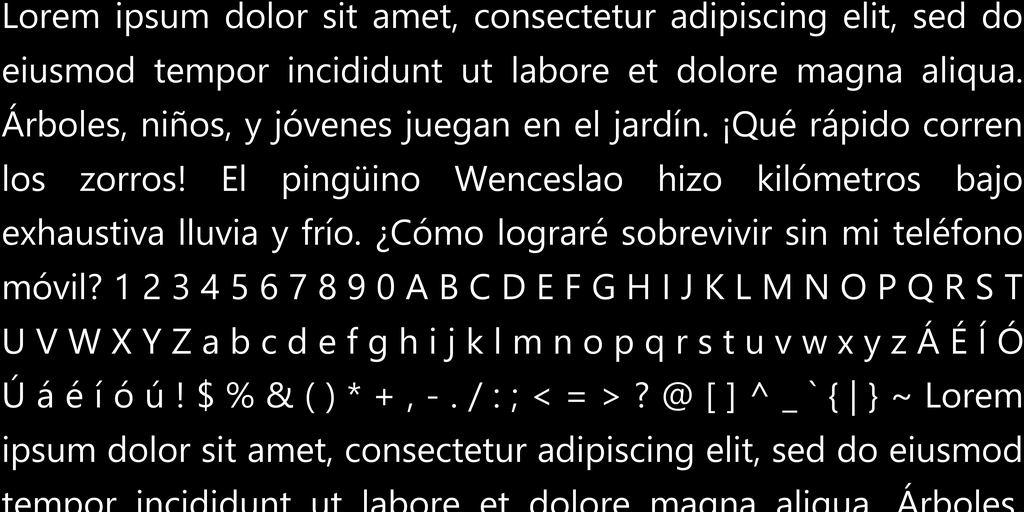 Lorem ipsum dolor sit amet, consectetur adipiscing elit, sed do
eiusmod tempor incididunt ut labore et dolore magna aliqua.
Árboles, niños, y jóvenes juegan en el jardín. ¡Qué rápido corren
los zorros! El pingüino Wenceslao hizo kilómetros bajo
exhaustiva lluvia y frío. ¿Cómo lograré sobrevivir sin mi teléfono
móvil? 1 2 3 4 5 6 7 8 9 0 A B C D E F G H I J K L M N O P Q R S T
U V W X Y Z a b c d e f g h i j k l m n o p q r s t u v w x y z Á É Í Ó
Ú á é í ó ú ! $ % & ( ) * + , - . / : ; < = > ? @ [ ] ^ _ ` { | } ~ Lorem
ipsum dolor sit amet, consectetur adipiscing elit, sed do eiusmod
tempor incididunt ut labore et dolore magna aliqua. Árboles,